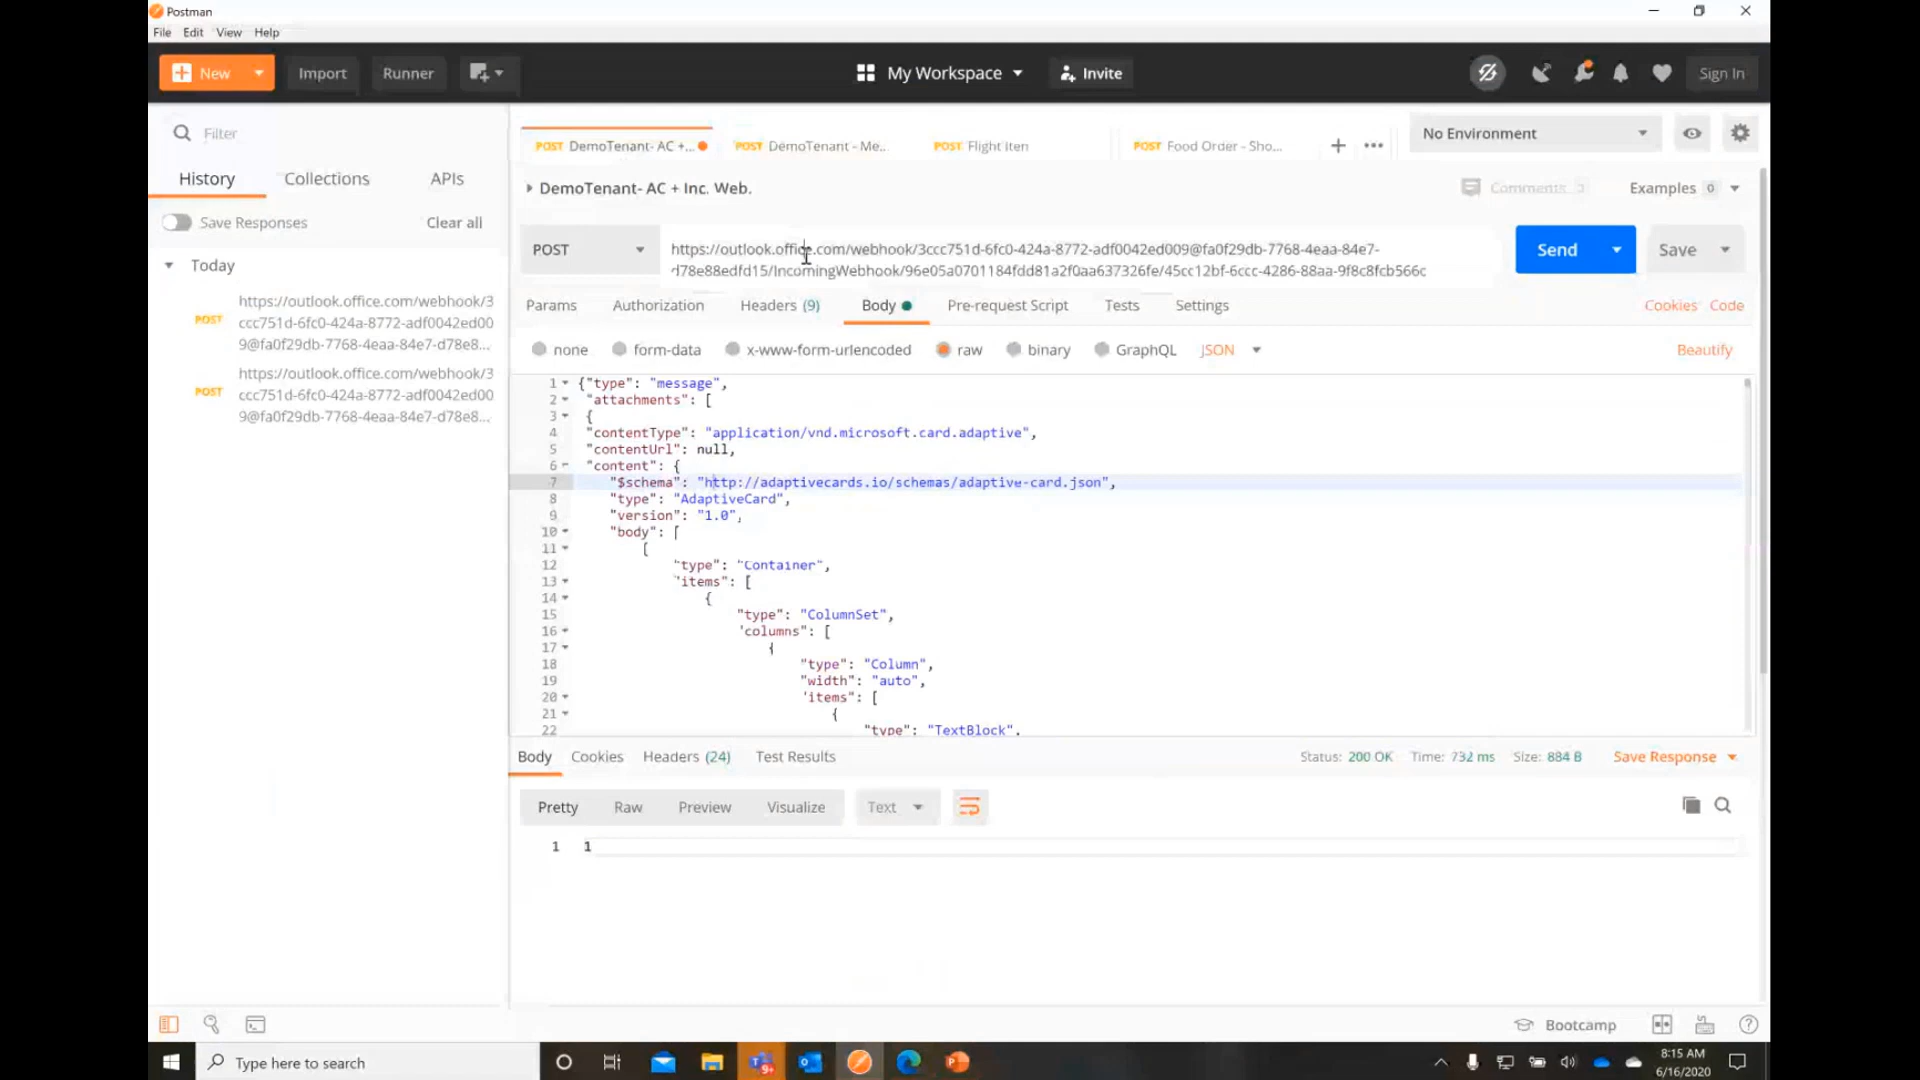 Postman
File Edit View Help
New Import Runner My Workspace Invite Sign In
Filter
History Collections APIs
Save Responses Clear all
Today
POST https://outlook.office.com/webhook/3
ccc751d-6fc0-424a-8772-adf0042ed00
9@fa0f29db-7768-4eaa-84e7-d78e8...
POST https://outlook.office.com/webhook/3
ccc751d-6fc0-424a-8772-adf0042ed00
9@fa0f29db-7768-4eaa-84e7-d78e8...
POST DemoTenant- AC +... POST DemoTenant - Me.. POST Flight iten POST Food Order - Sho... No Environment
DemoTenant- AC + Inc. Web. Comments Examples 0
POST https://outlook.office.com/webhook/3ccc751d-6fc0-424a-8772-adf0042ed009@fa0f29db-7768-4eaa-84e7-
d78e88edfd15/IncomingWebhook/96e05a0701184fdd81a2f0aa637326fe/45cc12bf-6ccc-4286-88aa-9f8c8fcb566c
Send Save
Params Authorization Headers (9) Body Pre-request Script Tests Settings Cookies Code
none form-data x-www-form-urlencoded raw binary GraphQL JSON Beautify
1 {"type": "message",
2 "attachments": [
3 {
4 "contentType": "application/vnd.microsoft.card.adaptive",
5 "contentUrl": null,
6 "content": {
7 "$schema": "http://adaptivecards.io/schemas/adaptive-card.json",
8 "type": "AdaptiveCard",
9 "version": "1.0",
10 "body": [
11 {
12 "type": "Container",
13 "items": [
14 {
15 "type": "ColumnSet",
16 "columns": [
17 {
18 "type": "Column",
19 "width": "auto",
20 "items": [
21 {
22 "type": "TextBlock",
Body Cookies Headers (24) Test Results Status: 200 OK Time: 732 ms Size: 884 B Save Response
Pretty Raw Preview Visualize Text
1 1
Bootcamp
Type here to search
9+
8:15 AM
6/16/2020